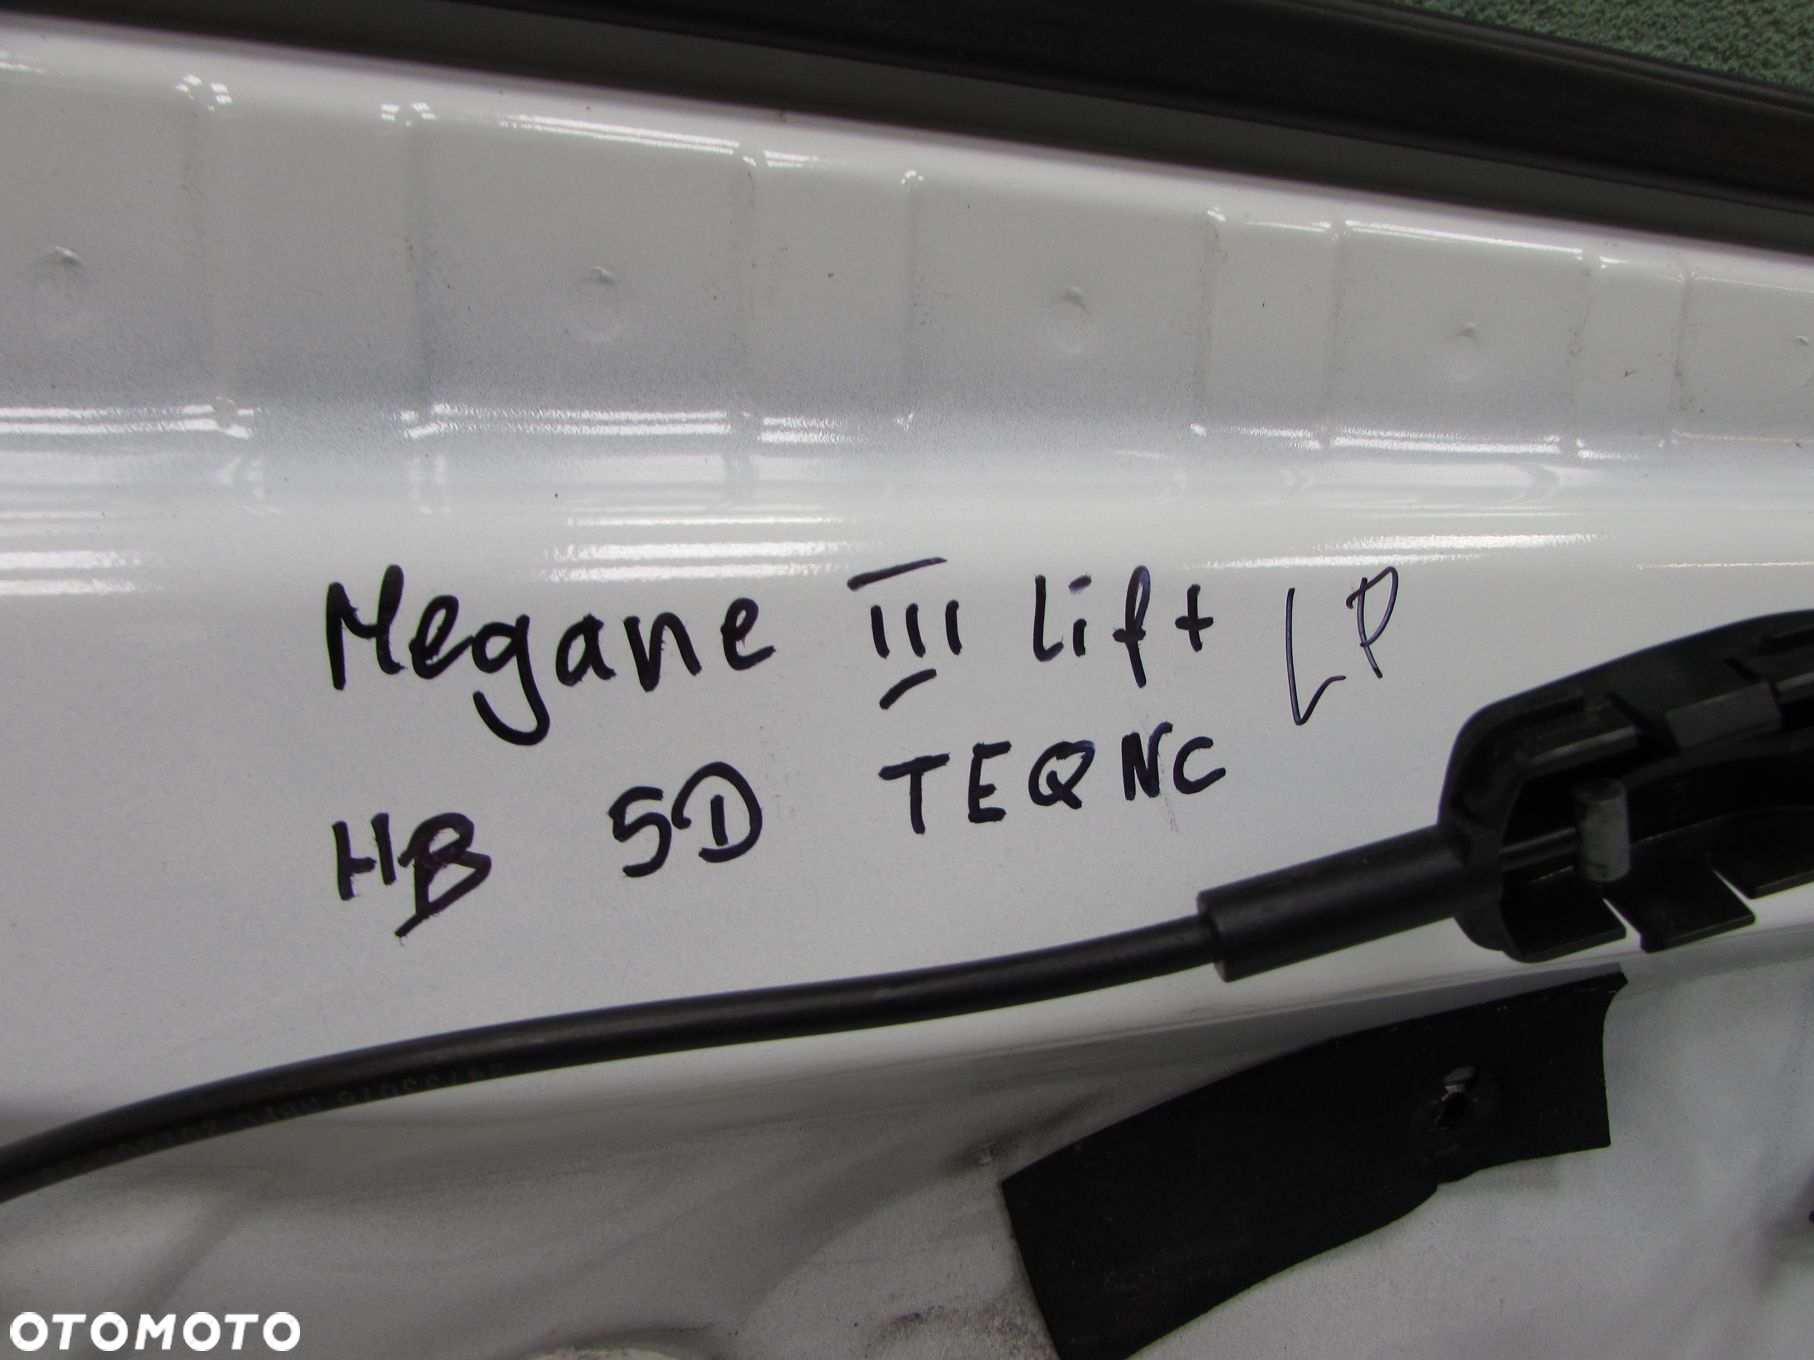 Megane III Lift LP
HB 5D TEQNC
OTOMOTO